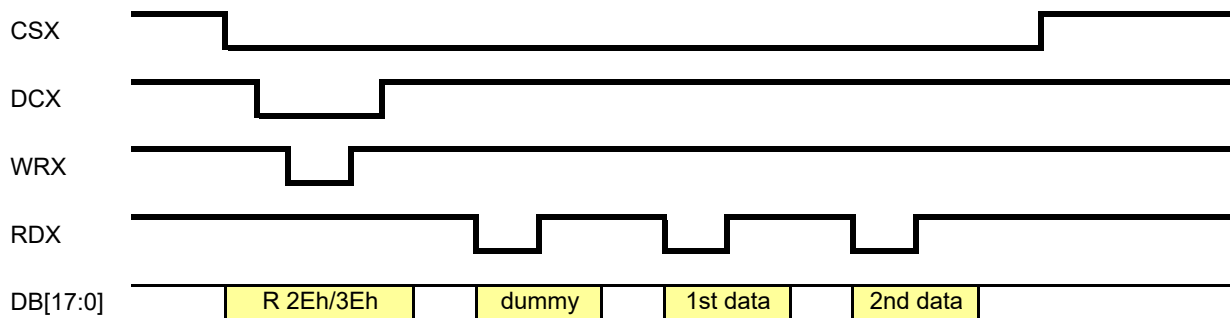 CSX
DCX
WRX
RDX
DB[17:0] R 2Eh/3Eh dummy 1st data 2nd data